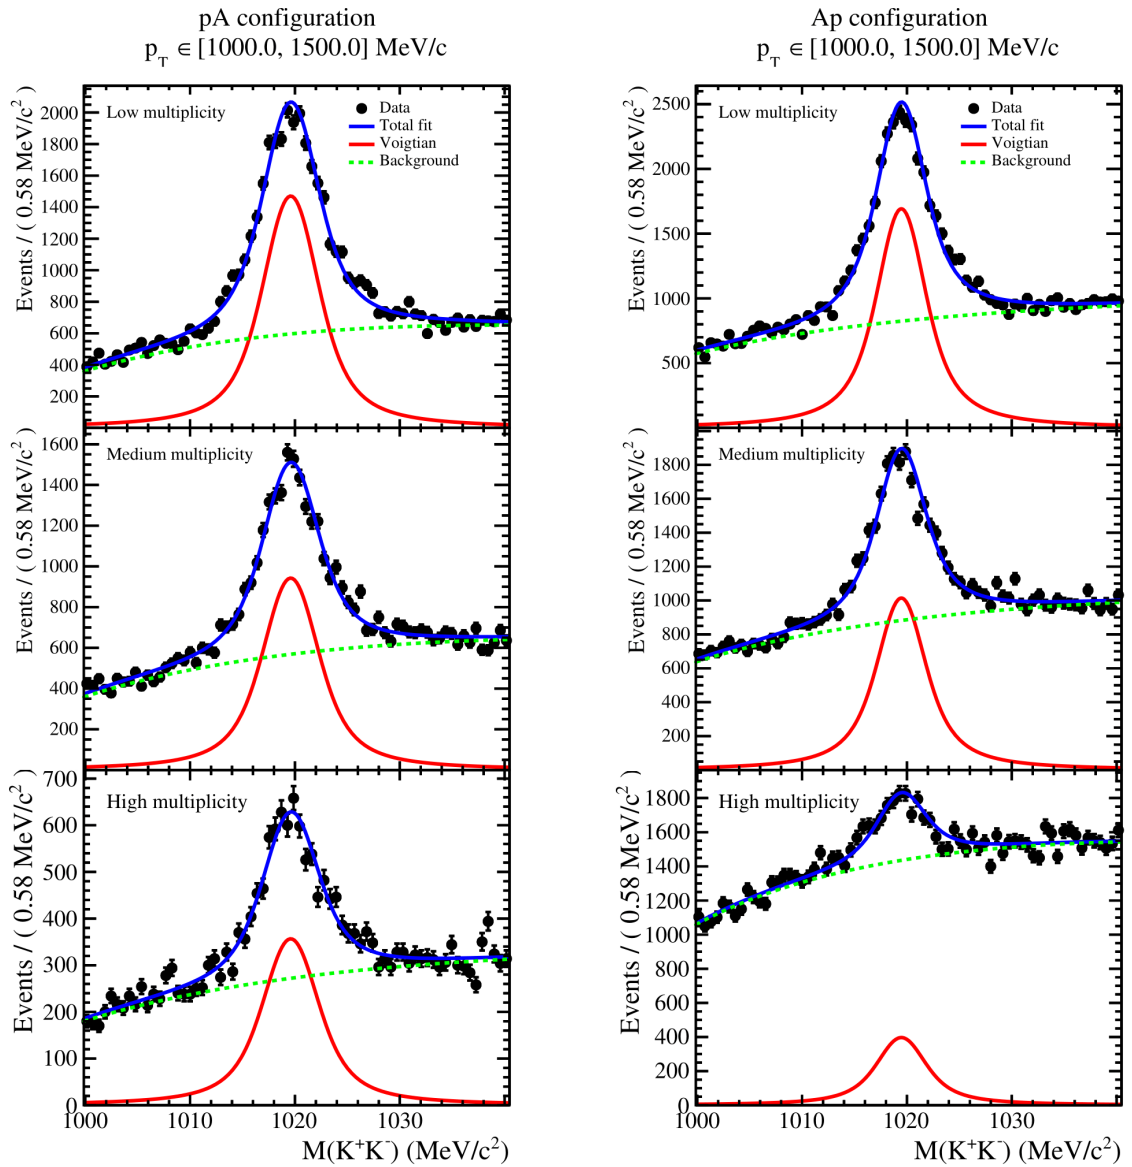 pA configuration
p_T ∈ [1000.0, 1500.0] MeV/c
Events / ( 0.58 MeV/c² )
Low multiplicity
Data
Total fit
Voigtian
Background
2000
1800
1600
1400
1200
1000
800
600
400
200
Events / ( 0.58 MeV/c² )
Medium multiplicity
1600
1400
1200
1000
800
600
400
200
Events / ( 0.58 MeV/c² )
High multiplicity
700
600
500
400
300
200
100
0
1000 1010 1020 1030
M(K⁺K⁻) (MeV/c²)
Ap configuration
p_T ∈ [1000.0, 1500.0] MeV/c
Events / ( 0.58 MeV/c² )
Low multiplicity
Data
Total fit
Voigtian
Background
2500
2000
1500
1000
500
Events / ( 0.58 MeV/c² )
Medium multiplicity
1800
1600
1400
1200
1000
800
600
400
200
Events / ( 0.58 MeV/c² )
High multiplicity
1800
1600
1400
1200
1000
800
600
400
200
0
1000 1010 1020 1030
M(K⁺K⁻) (MeV/c²)